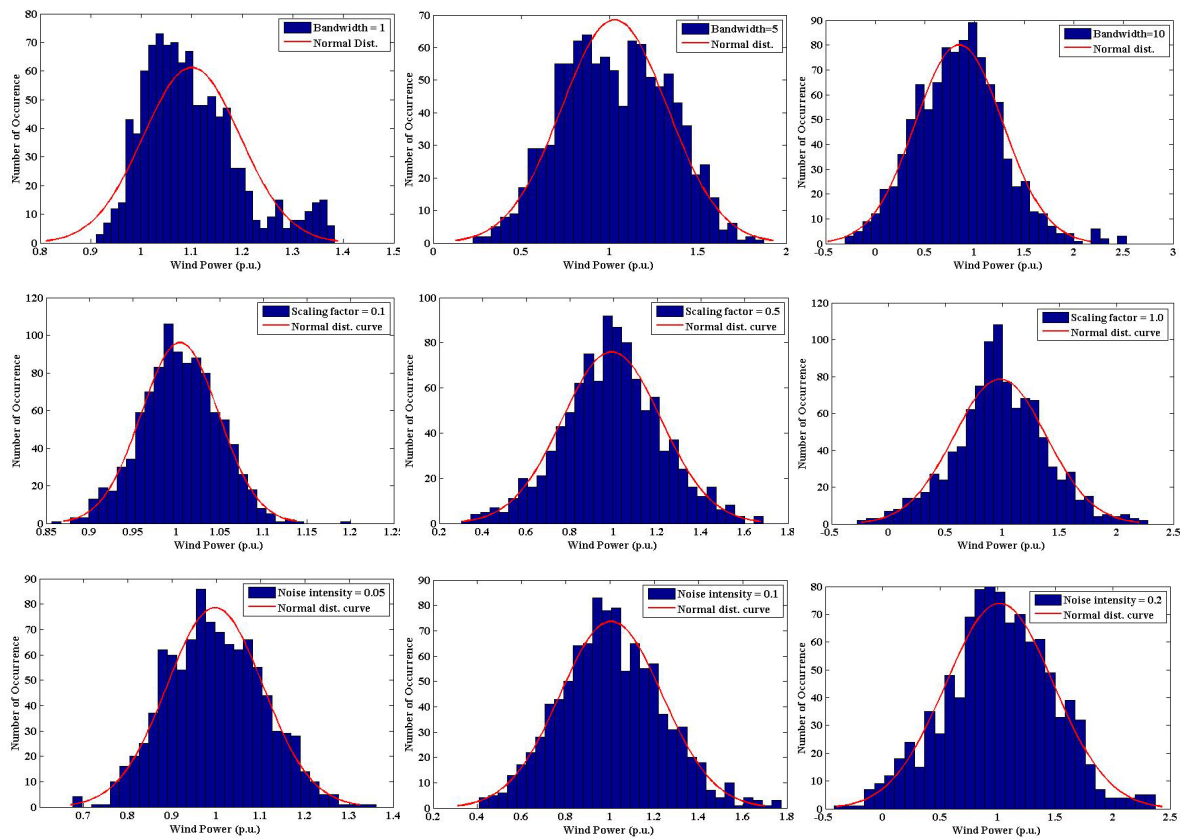 80
70
60
50
40
30
20
10
0
Number of Occurrence
Bandwidth = 1
Normal Dist.
0.8 0.9 1 1.1 1.2 1.3 1.4 1.5
Wind Power (p.u.)
70
60
50
40
30
20
10
0
Number of Occurrence
Bandwidth=5
Normal dist.
0 0.5 1 1.5 2
Wind Power (p.u.)
90
80
70
60
50
40
30
20
10
0
Number of Occurrence
Bandwidth=10
Normal dist.
-0.5 0 0.5 1 1.5 2 2.5 3
Wind Power (p.u.)
120
100
80
60
40
20
0
Number of Occurrence
Scaling factor = 0.1
Normal dist. curve
0.85 0.9 0.95 1 1.05 1.1 1.15 1.2
Wind Power (p.u.)
100
80
60
40
20
0
Number of Occurrence
Scaling factor = 0.5
Normal dist. curve
0.2 0.4 0.6 0.8 1 1.2 1.4 1.6 1.8
Wind Power (p.u.)
120
100
80
60
40
20
0
Number of Occurrence
Scaling factor = 1.0
Normal dist. curve
-0.5 0 0.5 1 1.5 2 2.5
Wind Power (p.u.)
90
80
70
60
50
40
30
20
10
0
Number of Occurrence
Noise intensity = 0.05
Normal dist. curve
0.7 0.8 0.9 1 1.1 1.2 1.3 1.4
Wind Power (p.u.)
90
80
70
60
50
40
30
20
10
0
Number of Occurrence
Noise intensity = 0.1
Normal dist. curve
0.2 0.4 0.6 0.8 1 1.2 1.4 1.6 1.8
Wind Power (p.u.)
80
70
60
50
40
30
20
10
0
Number of Occurrence
Noise intensity = 0.2
Normal dist. curve
-0.5 0 0.5 1 1.5 2 2.5
Wind Power (p.u.)